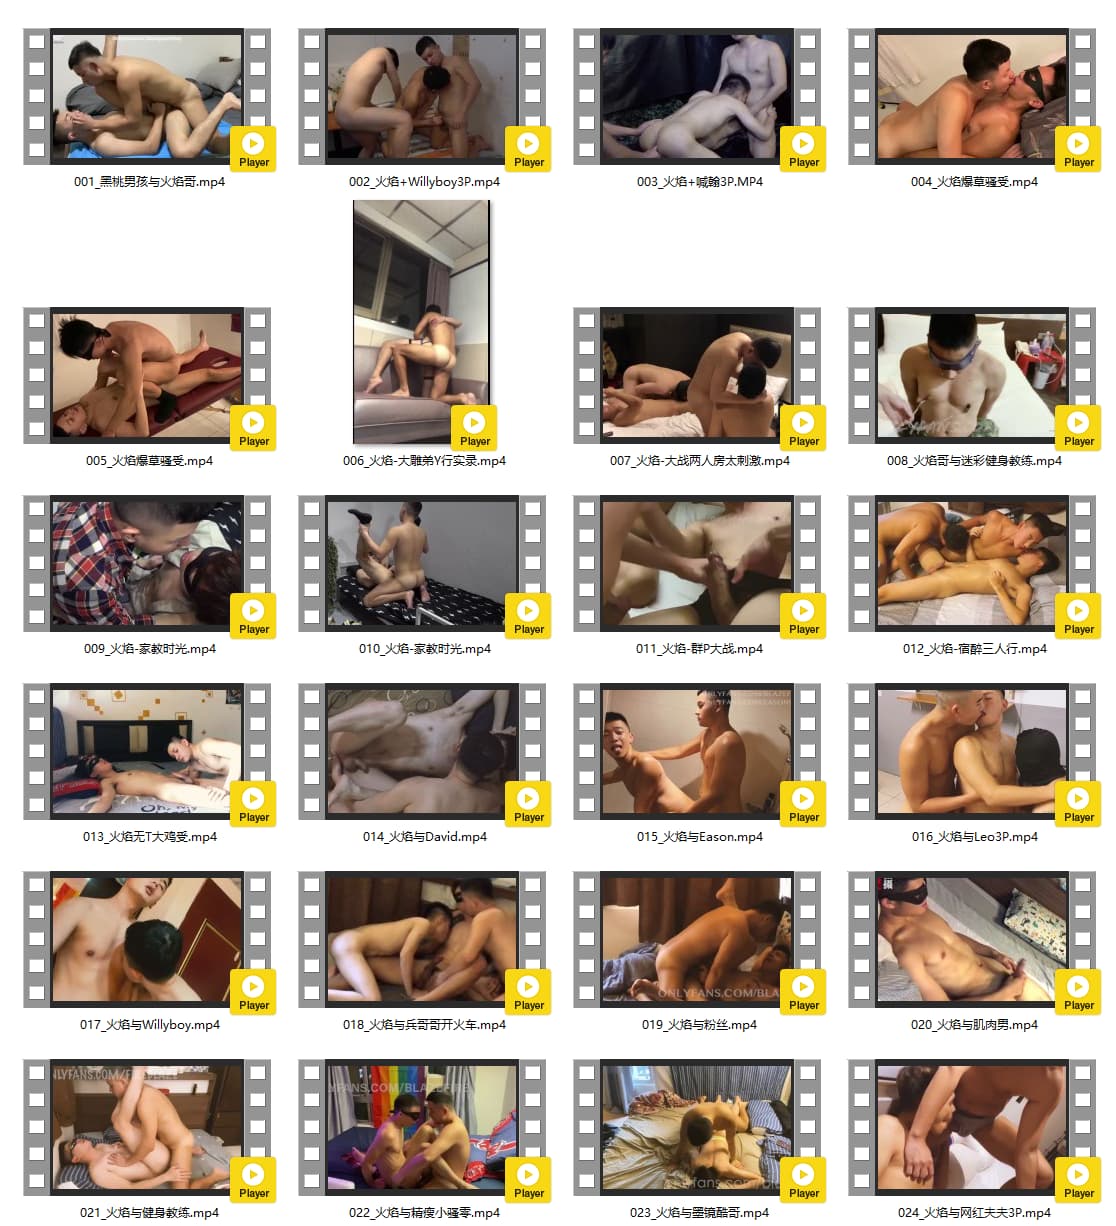 Player
Player
Player
Player
001_黑桃男孩与火焰哥.mp4
002_火焰+Willyboy3P.mp4
003_火焰+喊翰3P.MP4
004_火焰爆草骚受.mp4
Player
Player
Player
Player
005_火焰爆草骚受.mp4
006_火焰-大雕弟Y行实录.mp4
007_火焰-大战两人房太刺激.mp4
008_火焰哥与迷彩健身教练.mp4
Player
Player
Player
Player
009_火焰-家教时光.mp4
010_火焰-家教时光.mp4
011_火焰-群P大战.mp4
012_火焰-宿醉三人行.mp4
ONLYFANS.COM/EASON
Player
Player
Player
Player
013_火焰无T大鸡受.mp4
014_火焰与David.mp4
015_火焰与Eason.mp4
016_火焰与Leo3P.mp4
ONLYFANS.COM/BLA
Player
Player
Player
Player
017_火焰与Willyboy.mp4
018_火焰与兵哥哥开火车.mp4
019_火焰与粉丝.mp4
020_火焰与肌肉男.mp4
NLYFANS.COM/
YFANS.COM/BLAZEFIRE
Player
Player
Player
Player
021_火焰与健身教练.mp4
022_火焰与精瘦小骚零.mp4
023_火焰与墨镜酷哥.mp4
024_火焰与网红夫夫3P.mp4